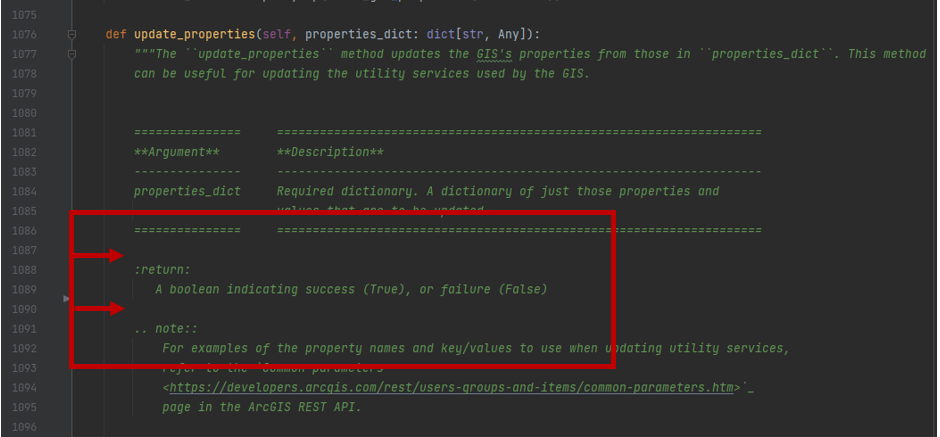 1075
1076 def update_properties(self, properties_dict: dict[str, Any]):
1077 """The ``update_properties`` method updates the GIS's properties from those in ``properties_dict``. This method
1078 can be useful for updating the utility services used by the GIS.
1079
1080
1081 =============== ====================================================================
1082 **Argument** **Description**
1083 --------------- --------------------------------------------------------------------
1084 properties_dict Required dictionary. A dictionary of just those properties and
1085 values that are to be updated
1086 =============== ====================================================================
1087
1088 :return:
1089 A boolean indicating success (True), or failure (False)
1090
1091 .. note::
1092 For examples of the property names and key/values to use when updating utility services,
1093 refer to the `Common parameters
1094 <https://developers.arcgis.com/rest/users-groups-and-items/common-parameters.htm>`_
1095 page in the ArcGIS REST API.
1096